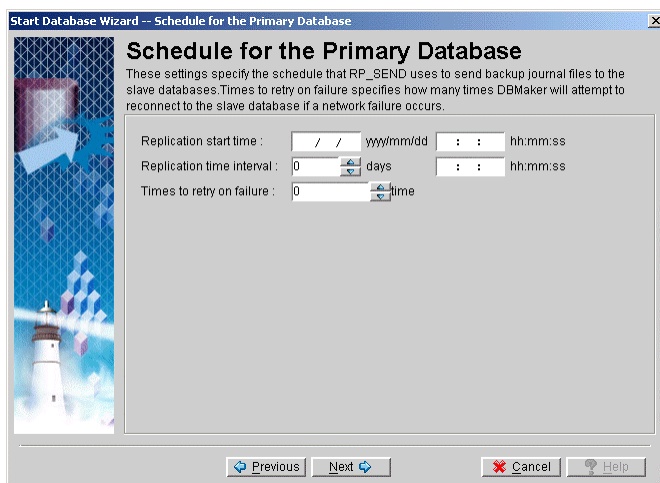 Start Database Wizard -- Schedule for the Primary Database
Schedule for the Primary Database
These settings specify the schedule that RP_SEND uses to send backup journal files to the
slave databases.Times to retry on failure specifies how many times DBMaker will attempt to
reconnect to the slave database if a network failure occurs.
Replication start time : / / yyyy/mm/dd : : hh:mm:ss
Replication time interval : 0 days : : hh:mm:ss
Times to retry on failure : 0 time
Previous Next Cancel Help